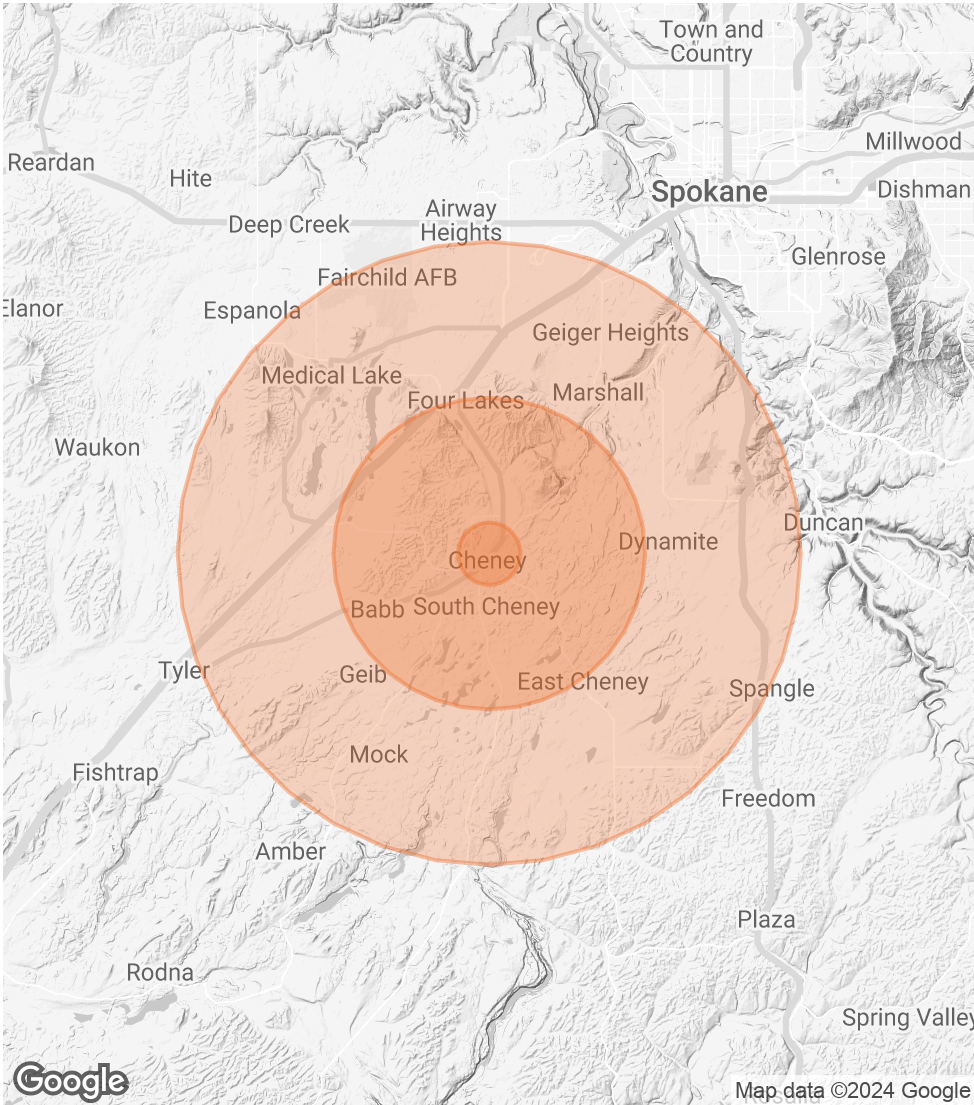 Town and
Country
Millwood
Reardan
Hite
Spokane
Dishman
Airway
Heights
Deep Creek
Glenrose
Fairchild AFB
Elanor
Espanola
Geiger Heights
Medical Lake
Four Lakes
Marshall
Waukon
Duncan
Dynamite
Cheney
Babb
South Cheney
Tyler
Geib
East Cheney
Spangle
Mock
Fishtrap
Freedom
Amber
Plaza
Rodna
Spring Valley
Google
Map data ©2024 Google